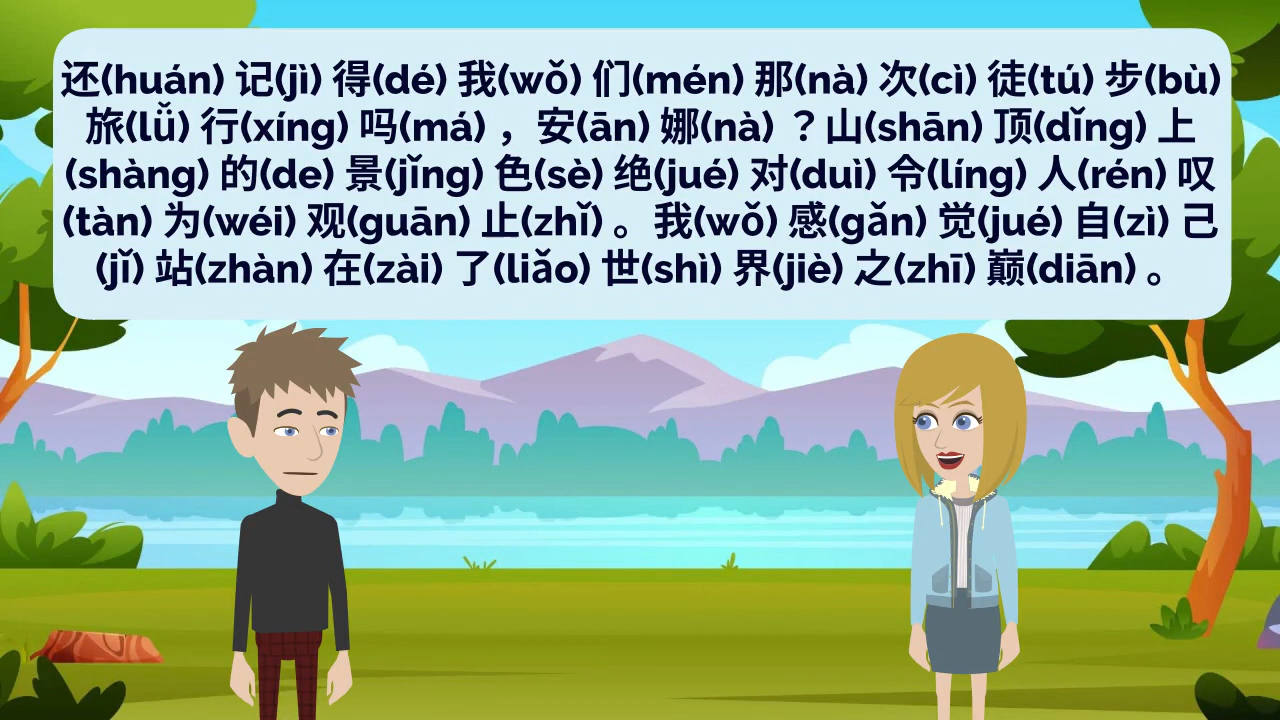 还(huán) 记(jì) 得(dé) 我(wǒ) 们(mén) 那(nà) 次(cì) 徒(tú) 步(bù)
旅(lǚ) 行(xíng) 吗(má) ，安(ān) 娜(nà) ？山(shān) 顶(dǐng) 上
(shàng) 的(de) 景(jǐng) 色(sè) 绝(jué) 对(duì) 令(líng) 人(rén) 叹
(tàn) 为(wéi) 观(guān) 止(zhǐ) 。我(wǒ) 感(gǎn) 觉(jué) 自(zì) 己
(jǐ) 站(zhàn) 在(zài) 了(liǎo) 世(shì) 界(jiè) 之(zhī) 巅(diān) 。